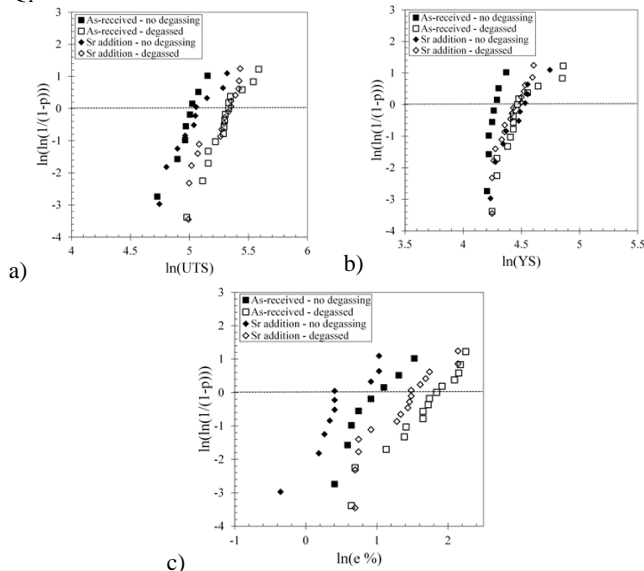 As-received - no degassing
As-received - degassed
Sr addition - no degassing
Sr addition - degassed
ln(ln(1/(1-p)))
2
1
0
-1
-2
-3
-4
4 4.5 5 5.5 6
ln(UTS)
a)
As-received - no degassing
As-received - degassed
Sr addition - no degassing
Sr addition - degassed
ln(ln(1/(1-p)))
2
1
0
-1
-2
-3
-4
3.5 4 4.5 5 5.5
ln(YS)
b)
As-received - no degassing
As-received - degassed
Sr addition - no degassing
Sr addition - degassed
ln(ln(1/(1-p)))
4
3
2
1
0
-1
-2
-3
-4
-1 0 1 2
ln(e %)
c)